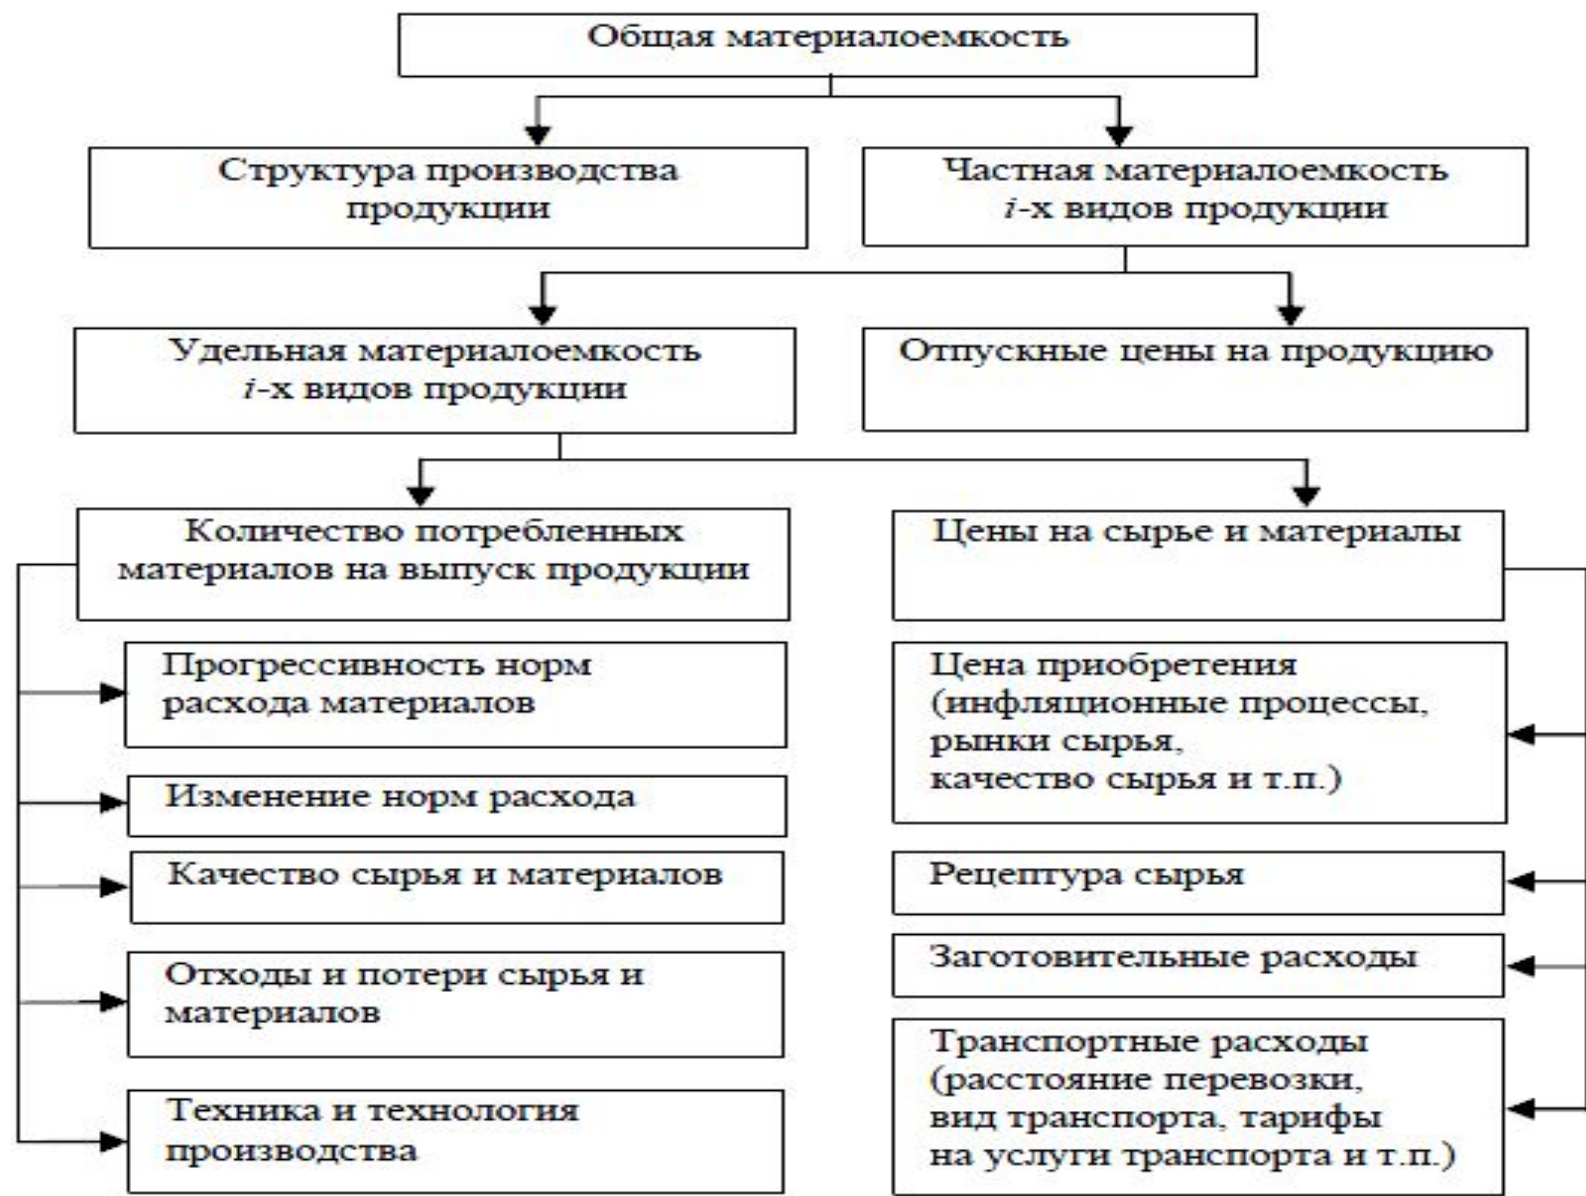 Общая материалоемкость
Структура производства
продукции
Частная материалоемкость
i-х видов продукции
Удельная материалоемкость
i-х видов продукции
Отпускные цены на продукцию
Количество потребленных
материалов на выпуск продукции
Прогрессивность норм
расхода материалов
Изменение норм расхода
Качество сырья и материалов
Отходы и потери сырья и
материалов
Техника и технология
производства
Цены на сырье и материалы
Цена приобретения
(инфляционные процессы,
рынки сырья,
качество сырья и т.п.)
Рецептура сырья
Заготовительные расходы
Транспортные расходы
(расстояние перевозки,
вид транспорта, тарифы
на услуги транспорта и т.п.)